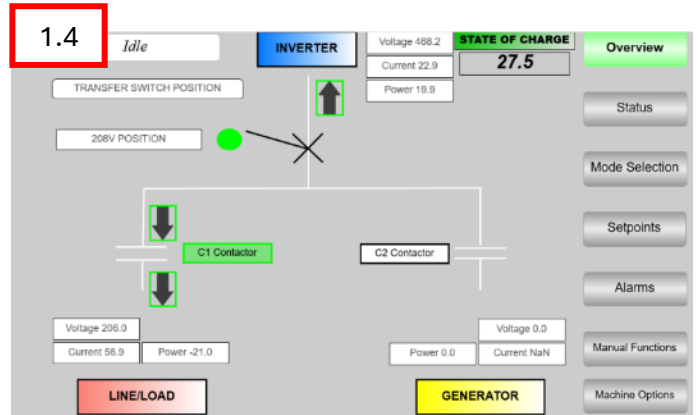 1.4
Idle
INVERTER
Voltage 468.2
Current 22.9
Power 19.9
STATE OF CHARGE
27.5
Overview
TRANSFER SWITCH POSITION
208V POSITION
Status
Mode Selection
Setpoints
C1 Contactor
C2 Contactor
Alarms
Voltage 206.0
Current 58.9
Power -21.0
Voltage 0.0
Power 0.0
Current NaN
Manual Functions
LINE/LOAD
GENERATOR
Machine Options